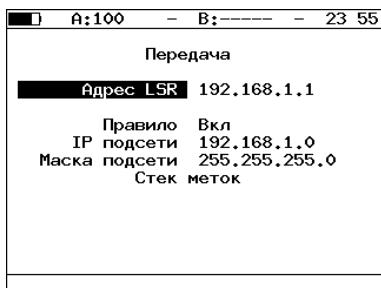 A:100 – B:----- – 23 55
Передача
Адрес LSR 192.168.1.1
Правило Вкл
IP подсети 192.168.1.0
Маска подсети 255.255.255.0
Стек меток